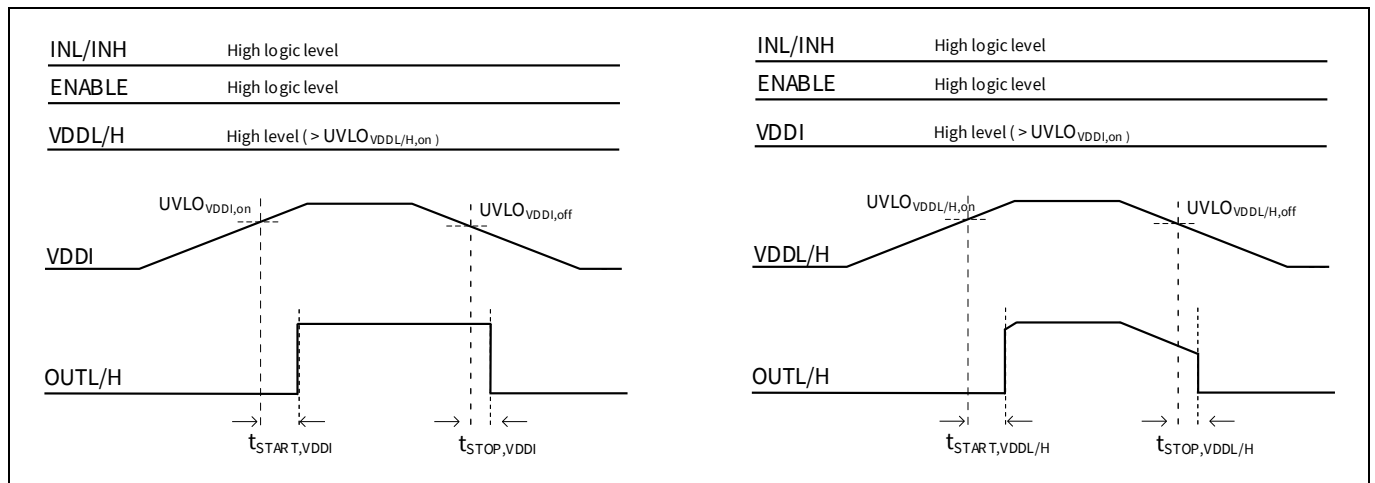 INL/INH High logic level
ENABLE High logic level
VDDL/H High level ( > UVLOVDDL/H,on )
UVLOVDDI,on UVLOVDDI,off
VDDI
OUTL/H
tSTART,VDDI tSTOP,VDDI
INL/INH High logic level
ENABLE High logic level
VDDI High level ( > UVLOVDDI,on )
UVLOVDDL/H,on UVLOVDDL/H,off
VDDL/H
OUTL/H
tSTART,VDDL/H tSTOP,VDDL/H